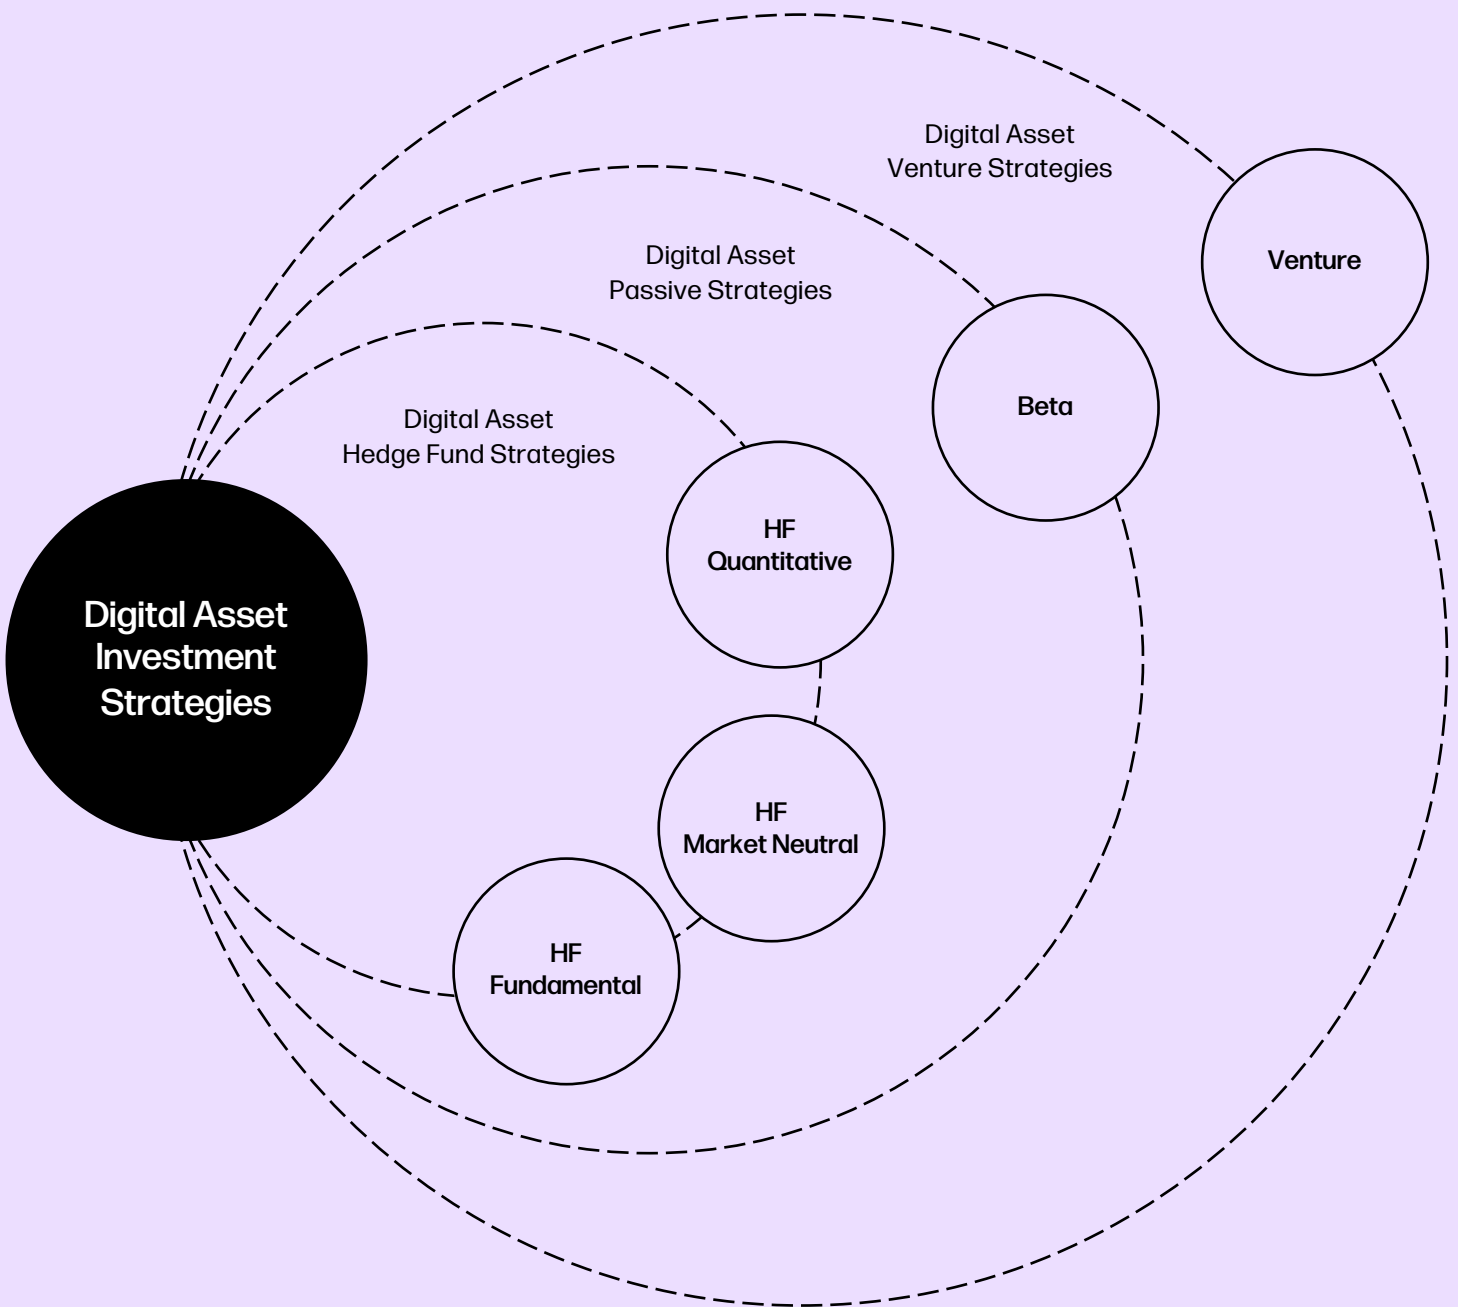 Digital Asset
Venture Strategies
Venture
Digital Asset
Passive Strategies
Beta
Digital Asset
Hedge Fund Strategies
HF
Quantitative
Digital Asset
Investment
Strategies
HF
Market Neutral
HF
Fundamental